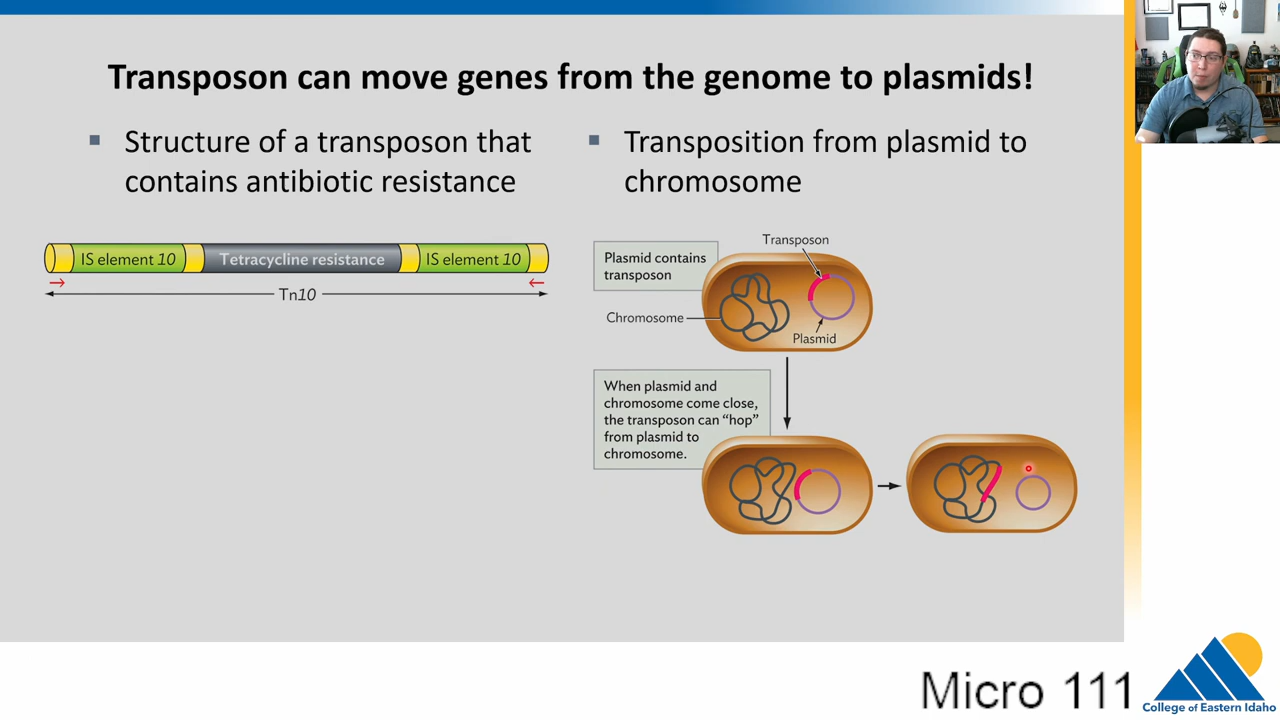 Transposon can move genes from the genome to plasmids!
Structure of a transposon that
contains antibiotic resistance
IS element 10
Tetracycline resistance
IS element 10
Tn10
Transposition from plasmid to
chromosome
Plasmid contains
transposon
Transposon
Chromosome
Plasmid
When plasmid and
chromosome come close,
the transposon can “hop”
from plasmid to
chromosome.
Micro 111
College of Eastern Idaho